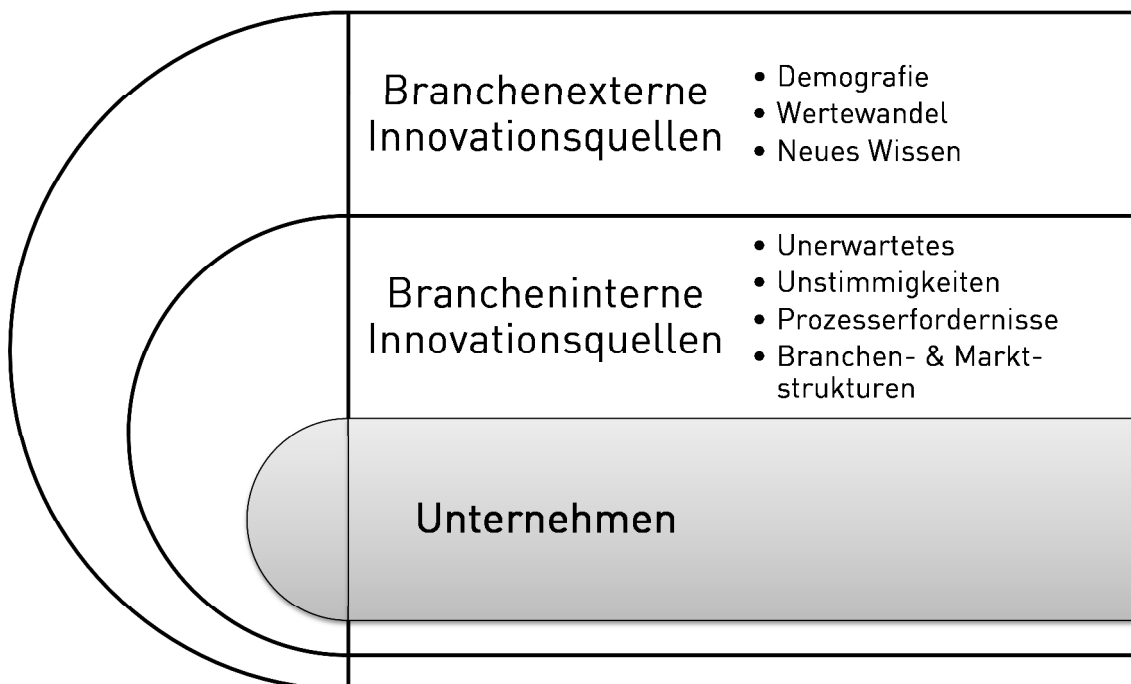 Branchenexterne
Innovationsquellen
• Demografie
• Wertewandel
• Neues Wissen
Brancheninterne
Innovationsquellen
• Unerwartetes
• Unstimmigkeiten
• Prozesserfordernisse
• Branchen- & Markt-
strukturen
Unternehmen